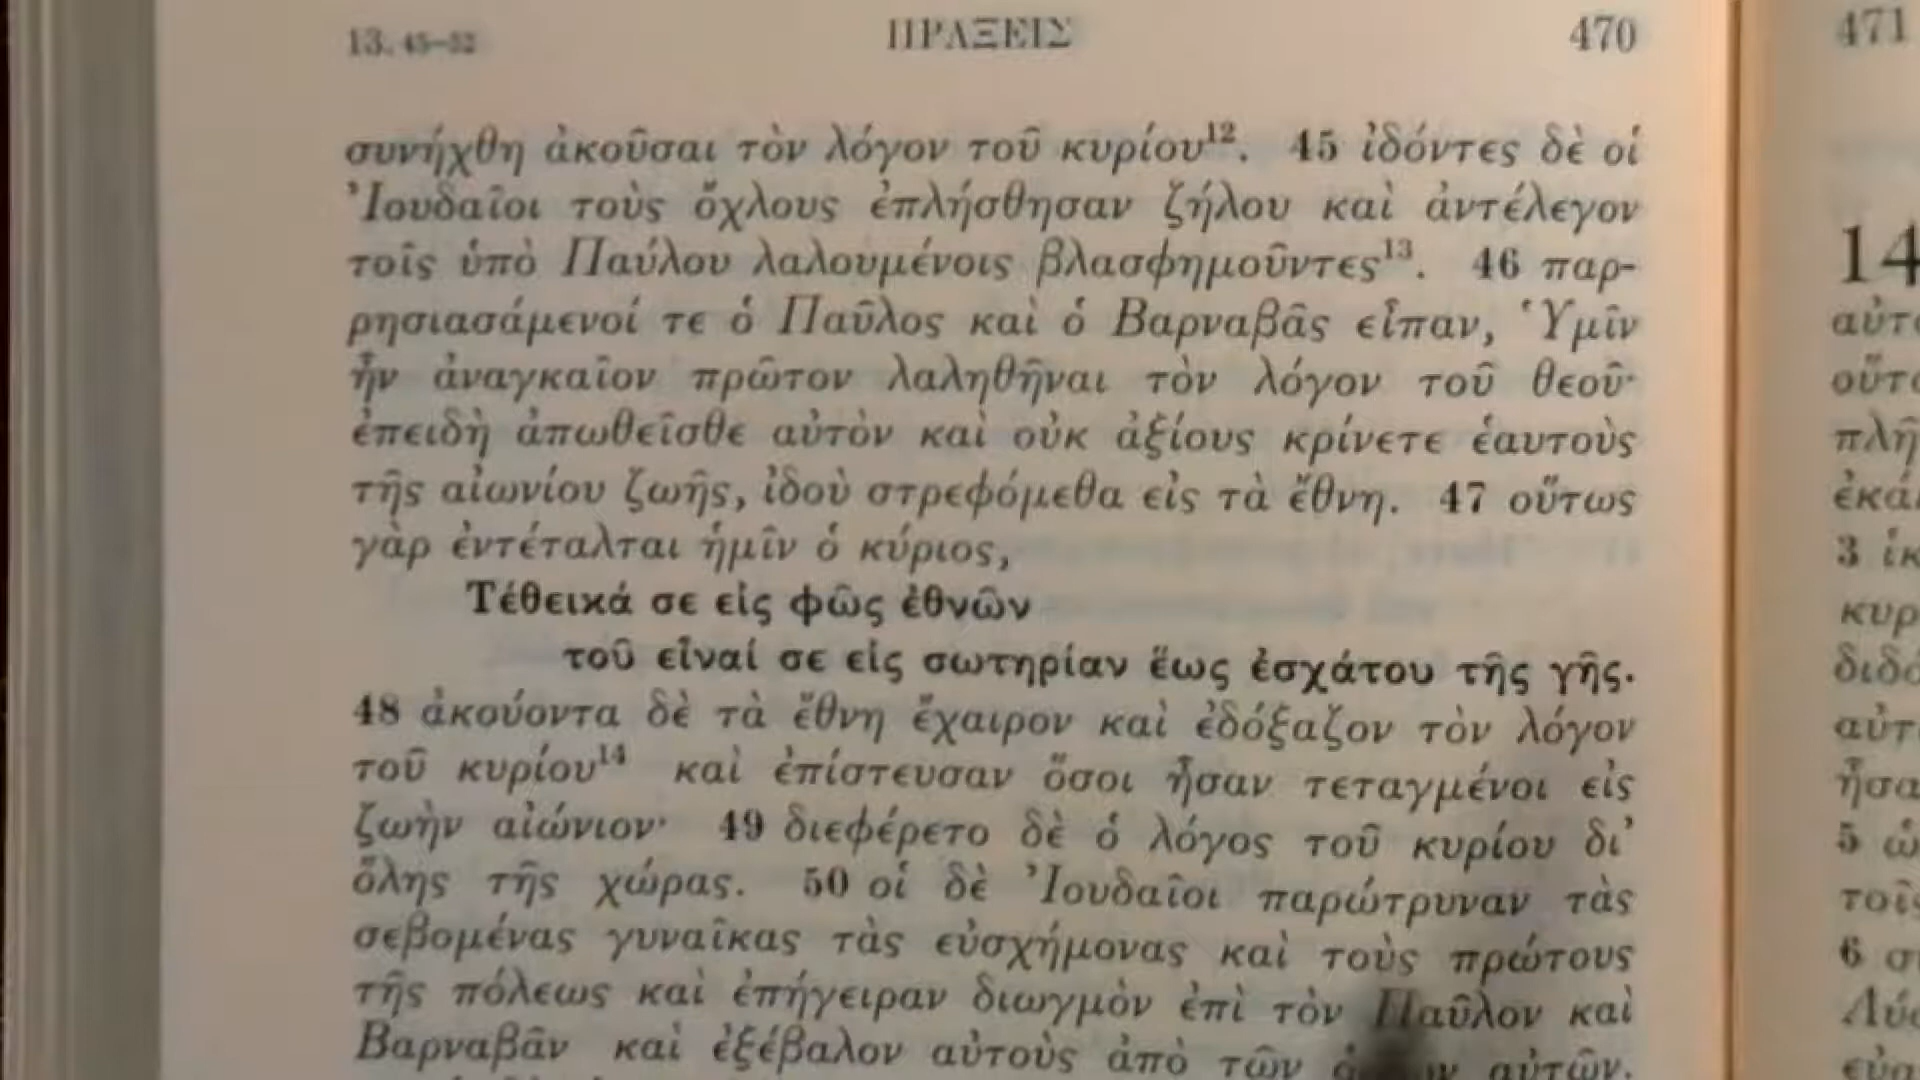 13. 45–52 ΠΡΑΞΕΙΣ 470
συνήχθη ἀκοῦσαι τὸν λόγον τοῦ κυρίου¹². 45 ἰδόντες δὲ οἱ
Ἰουδαῖοι τοὺς ὄχλους ἐπλήσθησαν ζήλου καὶ ἀντέλεγον
τοῖς ὑπὸ Παύλου λαλουμένοις βλασφημοῦντες¹³. 46 παρ-
ρησιασάμενοί τε ὁ Παῦλος καὶ ὁ Βαρναβᾶς εἶπαν, Ὑμῖν
ἦν ἀναγκαῖον πρῶτον λαληθῆναι τὸν λόγον τοῦ θεοῦ·
ἐπειδὴ ἀπωθεῖσθε αὐτὸν καὶ οὐκ ἀξίους κρίνετε ἑαυτοὺς
τῆς αἰωνίου ζωῆς, ἰδοὺ στρεφόμεθα εἰς τὰ ἔθνη. 47 οὕτως
γὰρ ἐντέταλται ἡμῖν ὁ κύριος,
Τέθεικά σε εἰς φῶς ἐθνῶν
τοῦ εἶναί σε εἰς σωτηρίαν ἕως ἐσχάτου τῆς γῆς.
48 ἀκούοντα δὲ τὰ ἔθνη ἔχαιρον καὶ ἐδόξαζον τὸν λόγον
τοῦ κυρίου¹⁴ καὶ ἐπίστευσαν ὅσοι ἦσαν τεταγμένοι εἰς
ζωὴν αἰώνιον· 49 διεφέρετο δὲ ὁ λόγος τοῦ κυρίου δι’
ὅλης τῆς χώρας. 50 οἱ δὲ Ἰουδαῖοι παρώτρυναν τὰς
σεβομένας γυναῖκας τὰς εὐσχήμονας καὶ τοὺς πρώτους
τῆς πόλεως καὶ ἐπήγειραν διωγμὸν ἐπὶ τὸν Παῦλον καὶ
Βαρναβᾶν καὶ ἐξέβαλον αὐτοὺς ἀπὸ τῶν αὐτῶν.
471
14
3
5
6